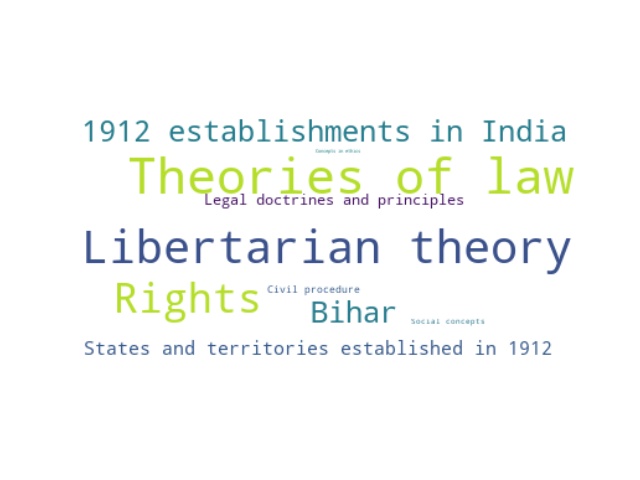 1912 establishments in India
Concepts in ethics
Theories of law
Legal doctrines and principles
Libertarian theory
Rights
Civil procedure
Bihar
Social concepts
States and territories established in 1912